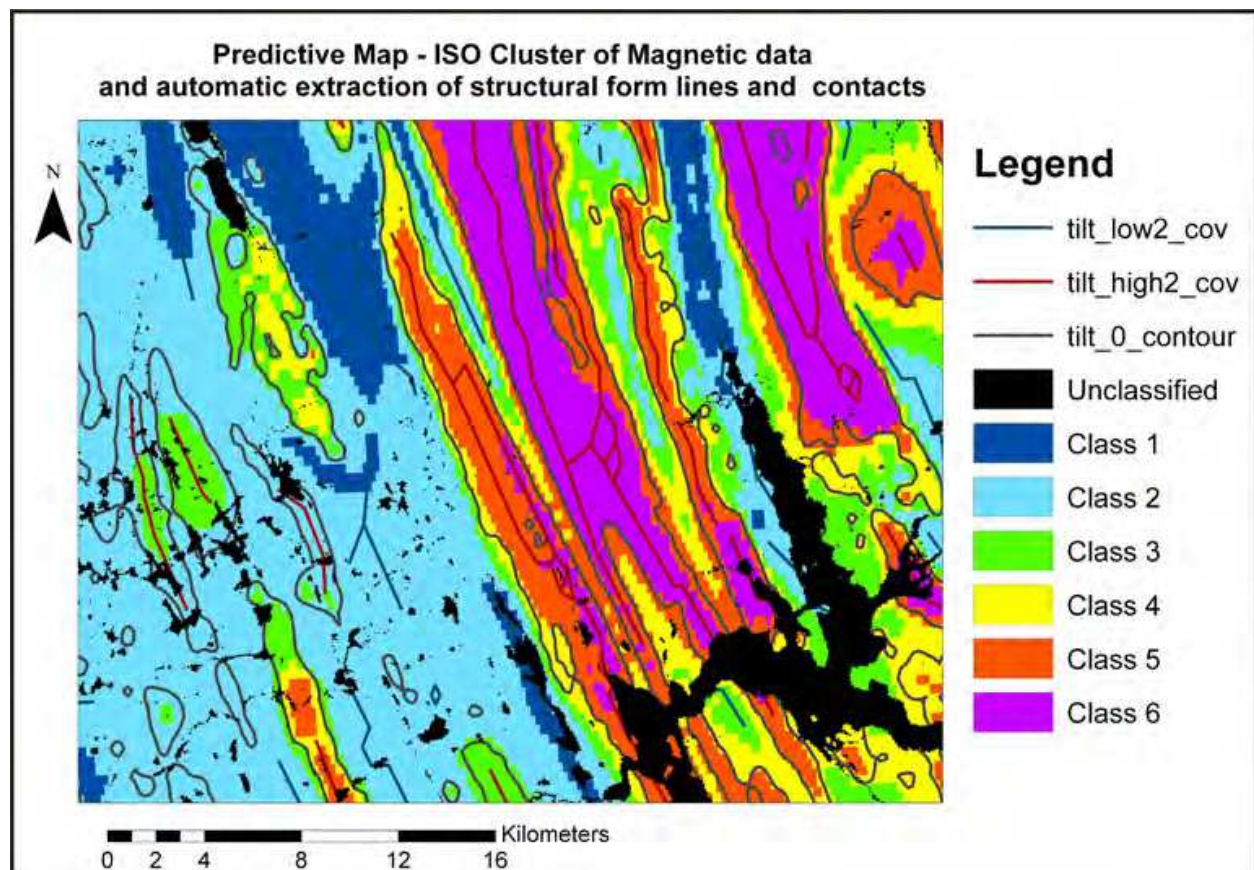 Predictive Map - ISO Cluster of Magnetic data
and automatic extraction of structural form lines and contacts
N
Legend
tilt_low2_cov
tilt_high2_cov
tilt_0_contour
Unclassified
Class 1
Class 2
Class 3
Class 4
Class 5
Class 6
Kilometers
0 2 4 8 12 16